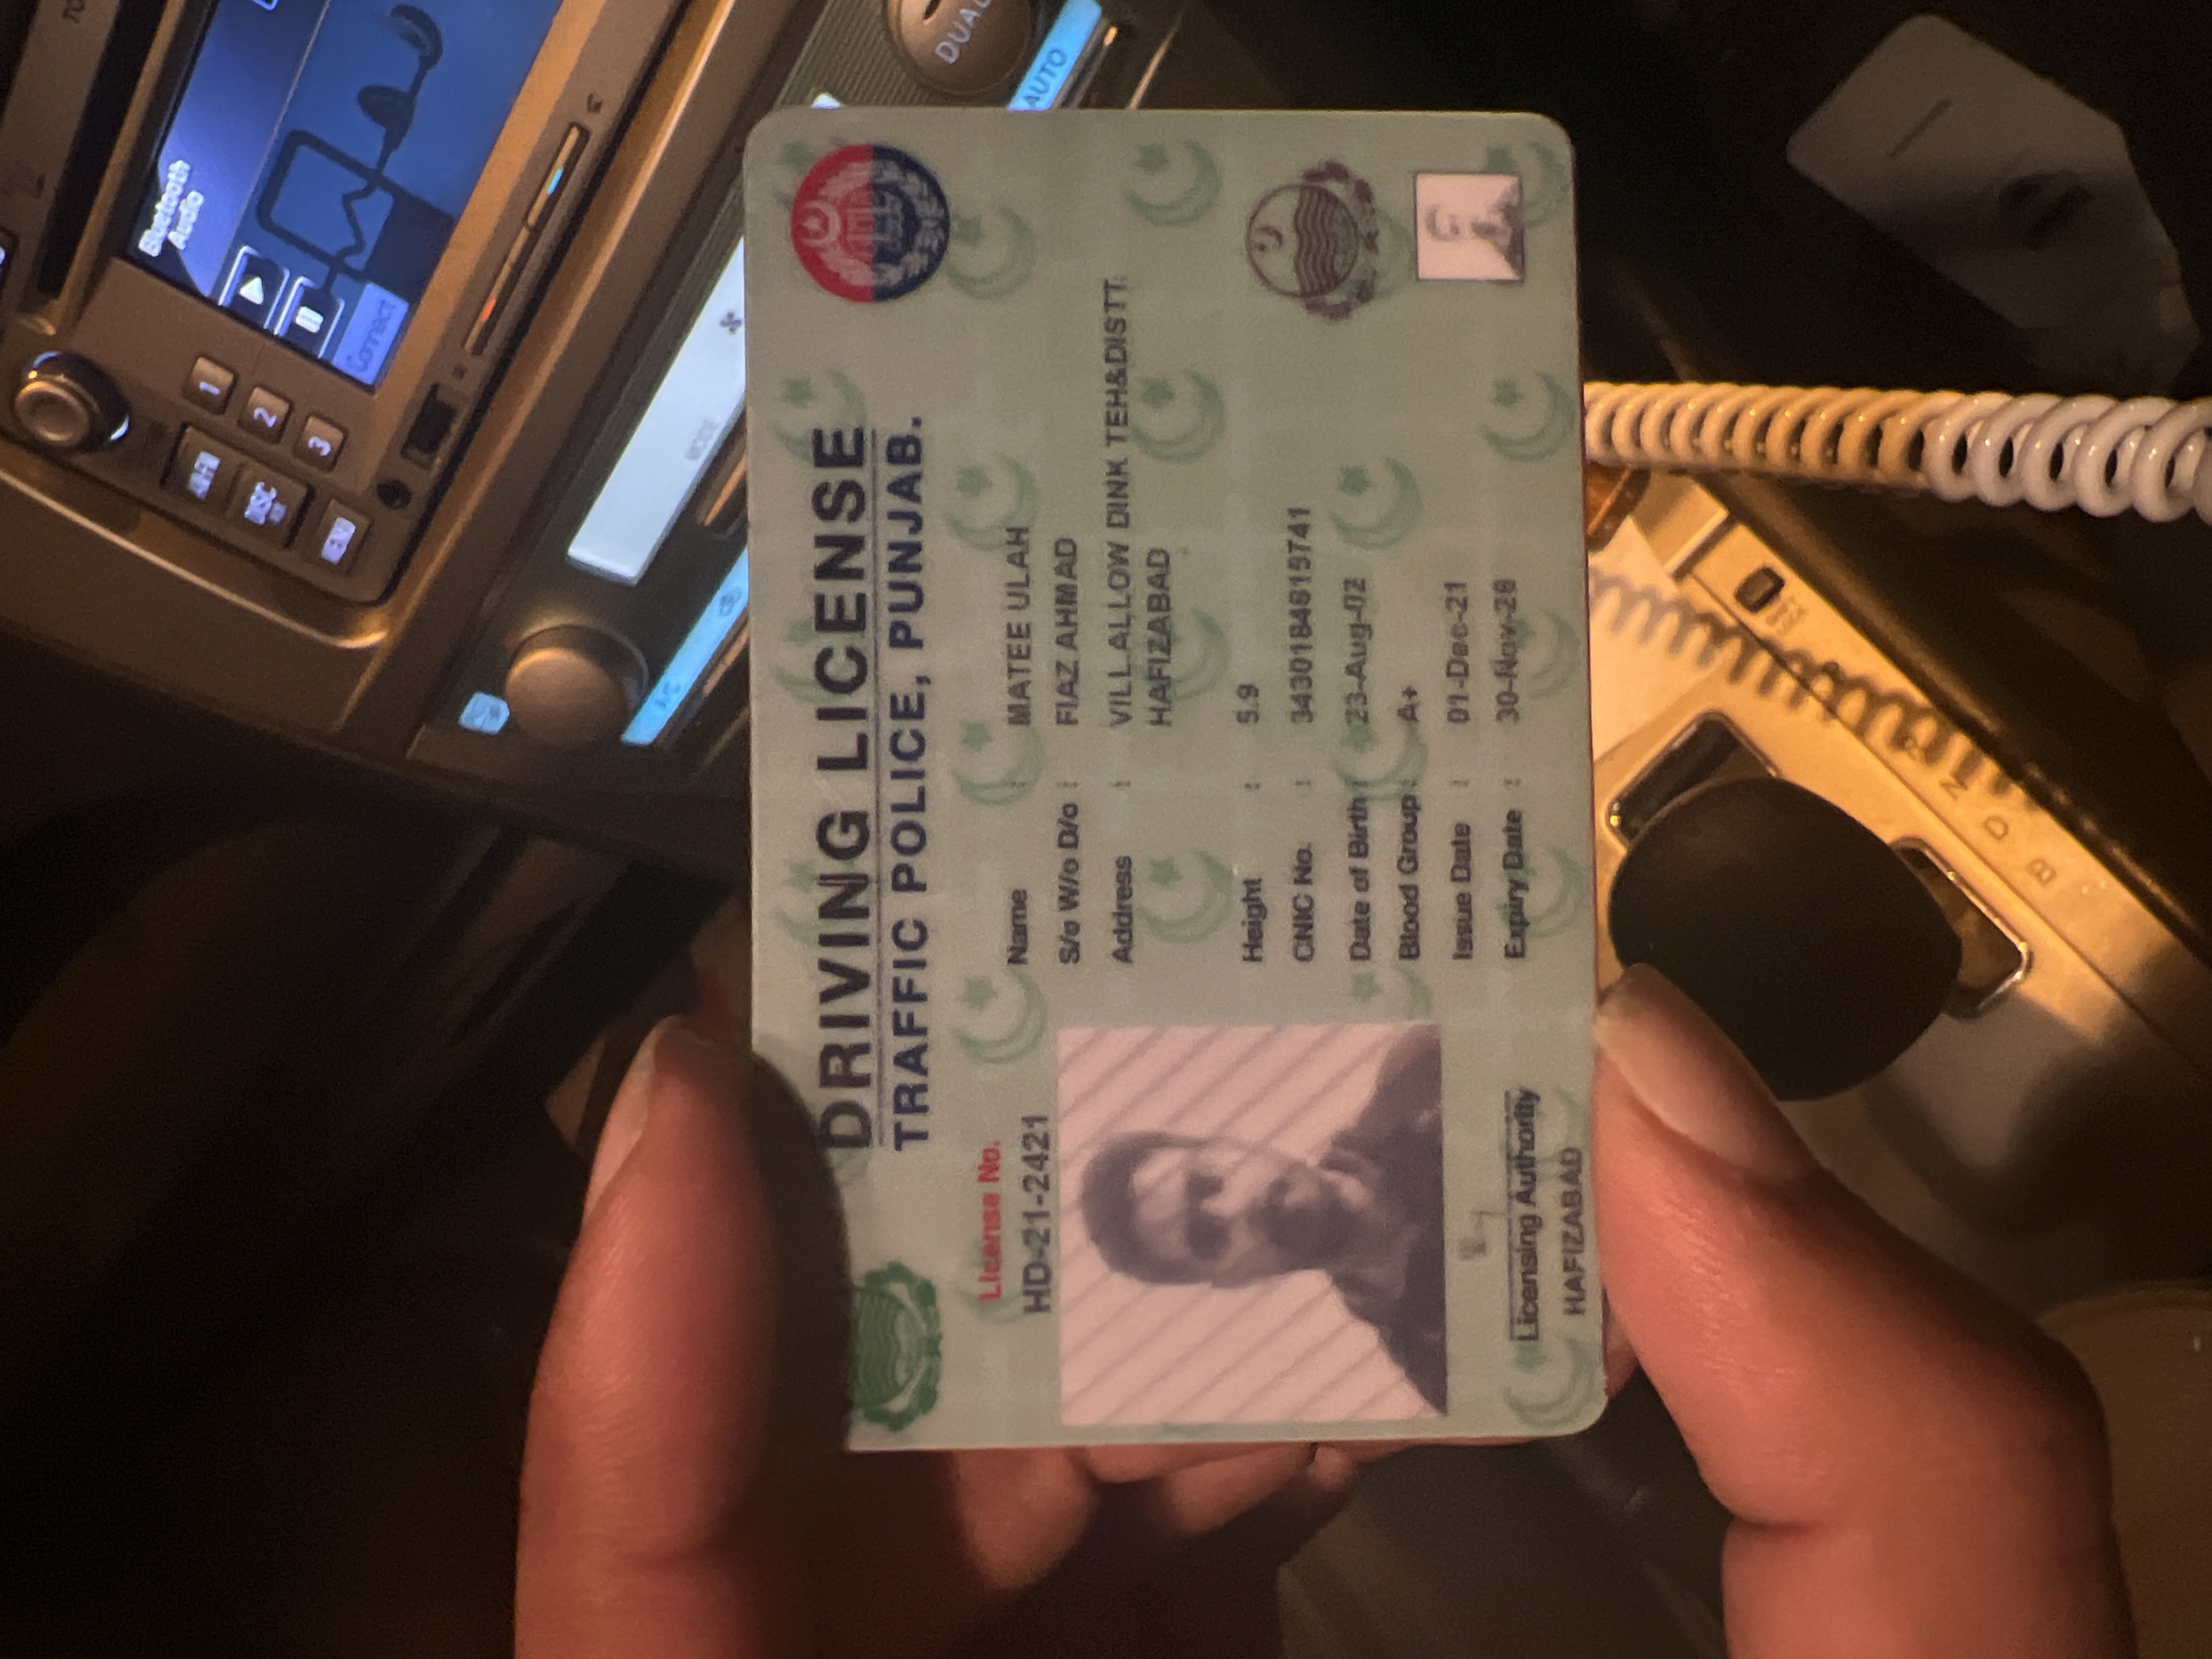 Bluetooth
Audio
AM·FM
1
DISC
2
3
MENU
Connect
A/C
MODE
DUAL
AUTO
DRIVING LICENSE
TRAFFIC POLICE, PUNJAB.
License No.
HD-21-2421
Name : MATEE ULAH
S/o W/o D/o : FIAZ AHMAD
Address : VILL.ALLOW DINK TEH&DISTT.
HAFIZABAD
Height : 5.9
CNIC No. : 3430184819741
Date of Birth : 23-Aug-02
Blood Group : A+
Issue Date : 01-Dec-21
Expiry Date : 30-Nov-26
Licensing Authority
HAFIZABAD
N
D
B